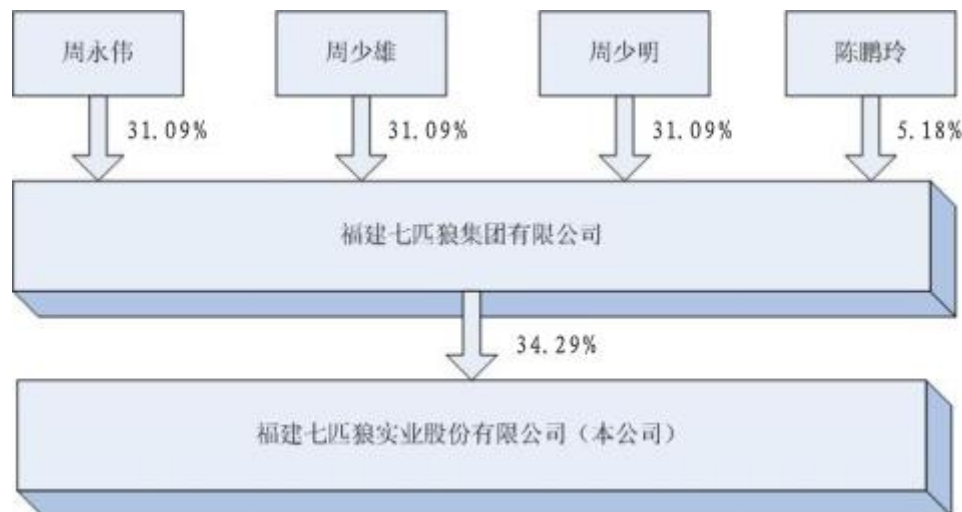 周永伟 周少雄 周少明 陈鹏玲
31.09% 31.09% 31.09% 5.18%
福建七匹狼集团有限公司
34.29%
福建七匹狼实业股份有限公司（本公司）